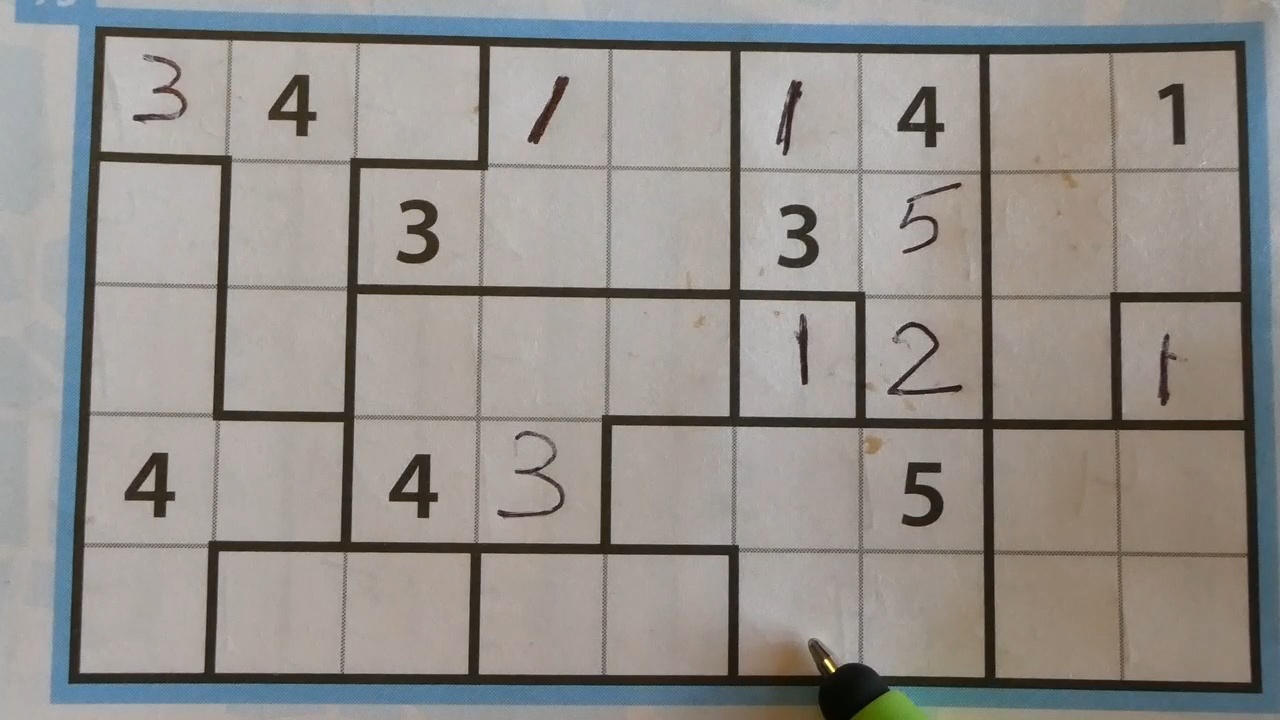 3 4 1 1 4 1
3 3 5
1 2 1
4 4 3 5